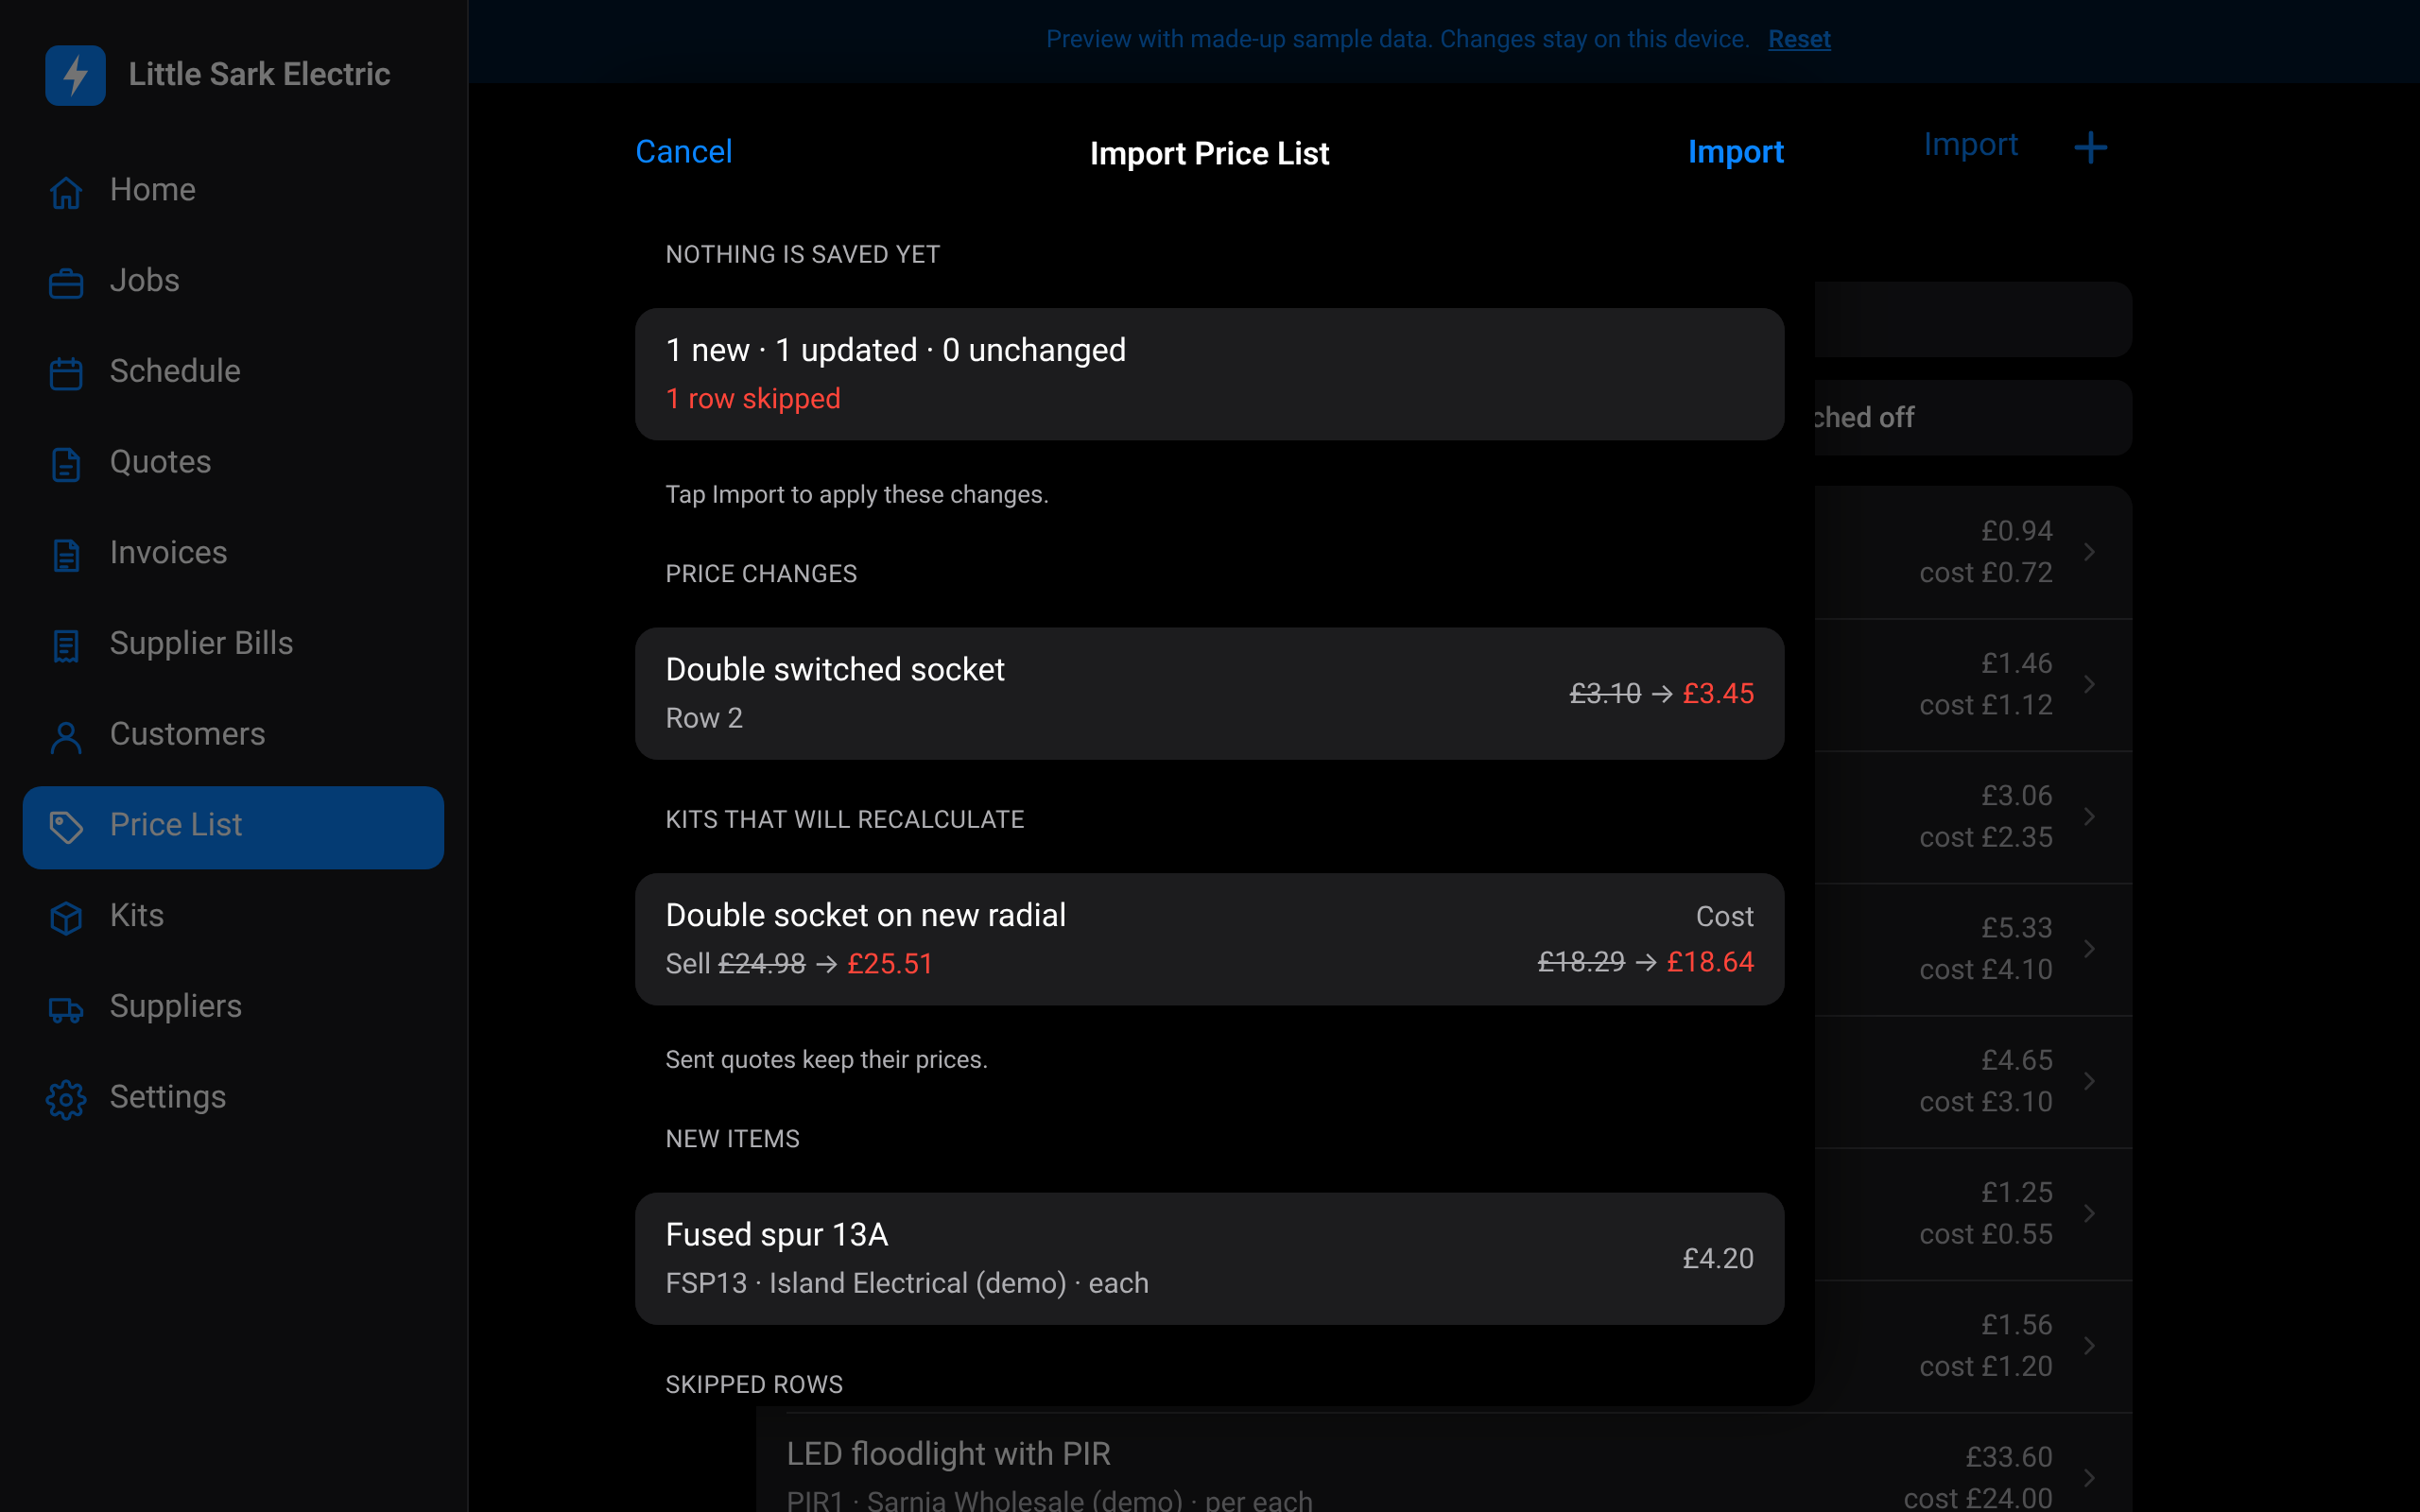 Little Sark Electric
Home
Jobs
Schedule
Quotes
Invoices
Supplier Bills
Customers
Price List
Kits
Suppliers
Settings
Preview with made-up sample data. Changes stay on this device. Reset
Import +
Cancel Import Price List Import
NOTHING IS SAVED YET
1 new · 1 updated · 0 unchanged
1 row skipped
Tap Import to apply these changes.
PRICE CHANGES
Double switched socket
Row 2
£3.10 → £3.45
KITS THAT WILL RECALCULATE
Double socket on new radial
Sell £24.98 → £25.51
Cost
£18.29 → £18.64
Sent quotes keep their prices.
NEW ITEMS
Fused spur 13A
FSP13 · Island Electrical (demo) · each
£4.20
SKIPPED ROWS
ched off
£0.94
cost £0.72
£1.46
cost £1.12
£3.06
cost £2.35
£5.33
cost £4.10
£4.65
cost £3.10
£1.25
cost £0.55
£1.56
cost £1.20
LED floodlight with PIR
PIR1 · Sarnia Wholesale (demo) · per each
£33.60
cost £24.00